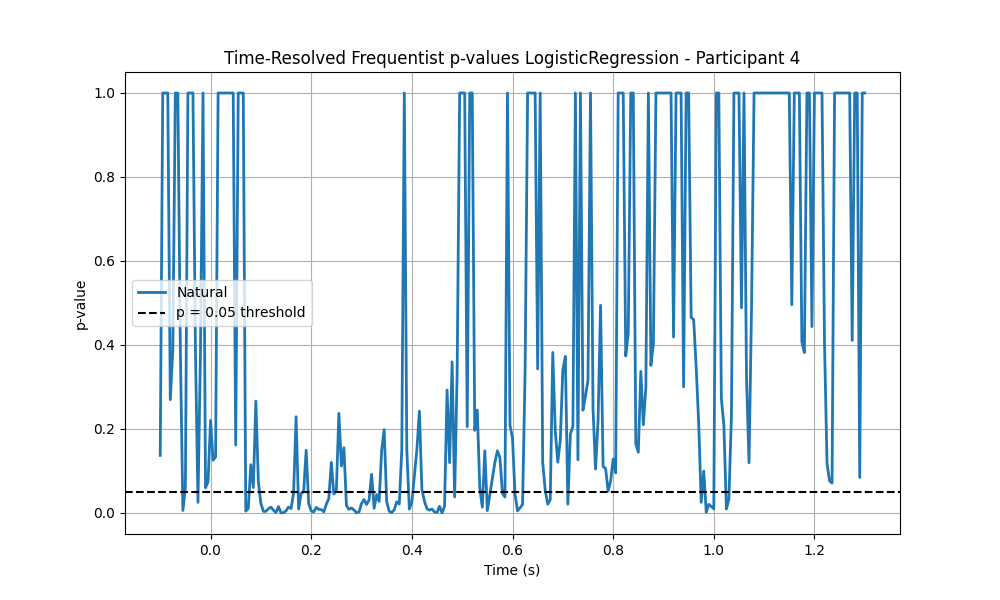 Time-Resolved Frequentist p-values LogisticRegression - Participant 4
1.0
0.8
0.6
0.4
0.2
0.0
p-value
Natural
p = 0.05 threshold
0.0 0.2 0.4 0.6 0.8 1.0 1.2
Time (s)